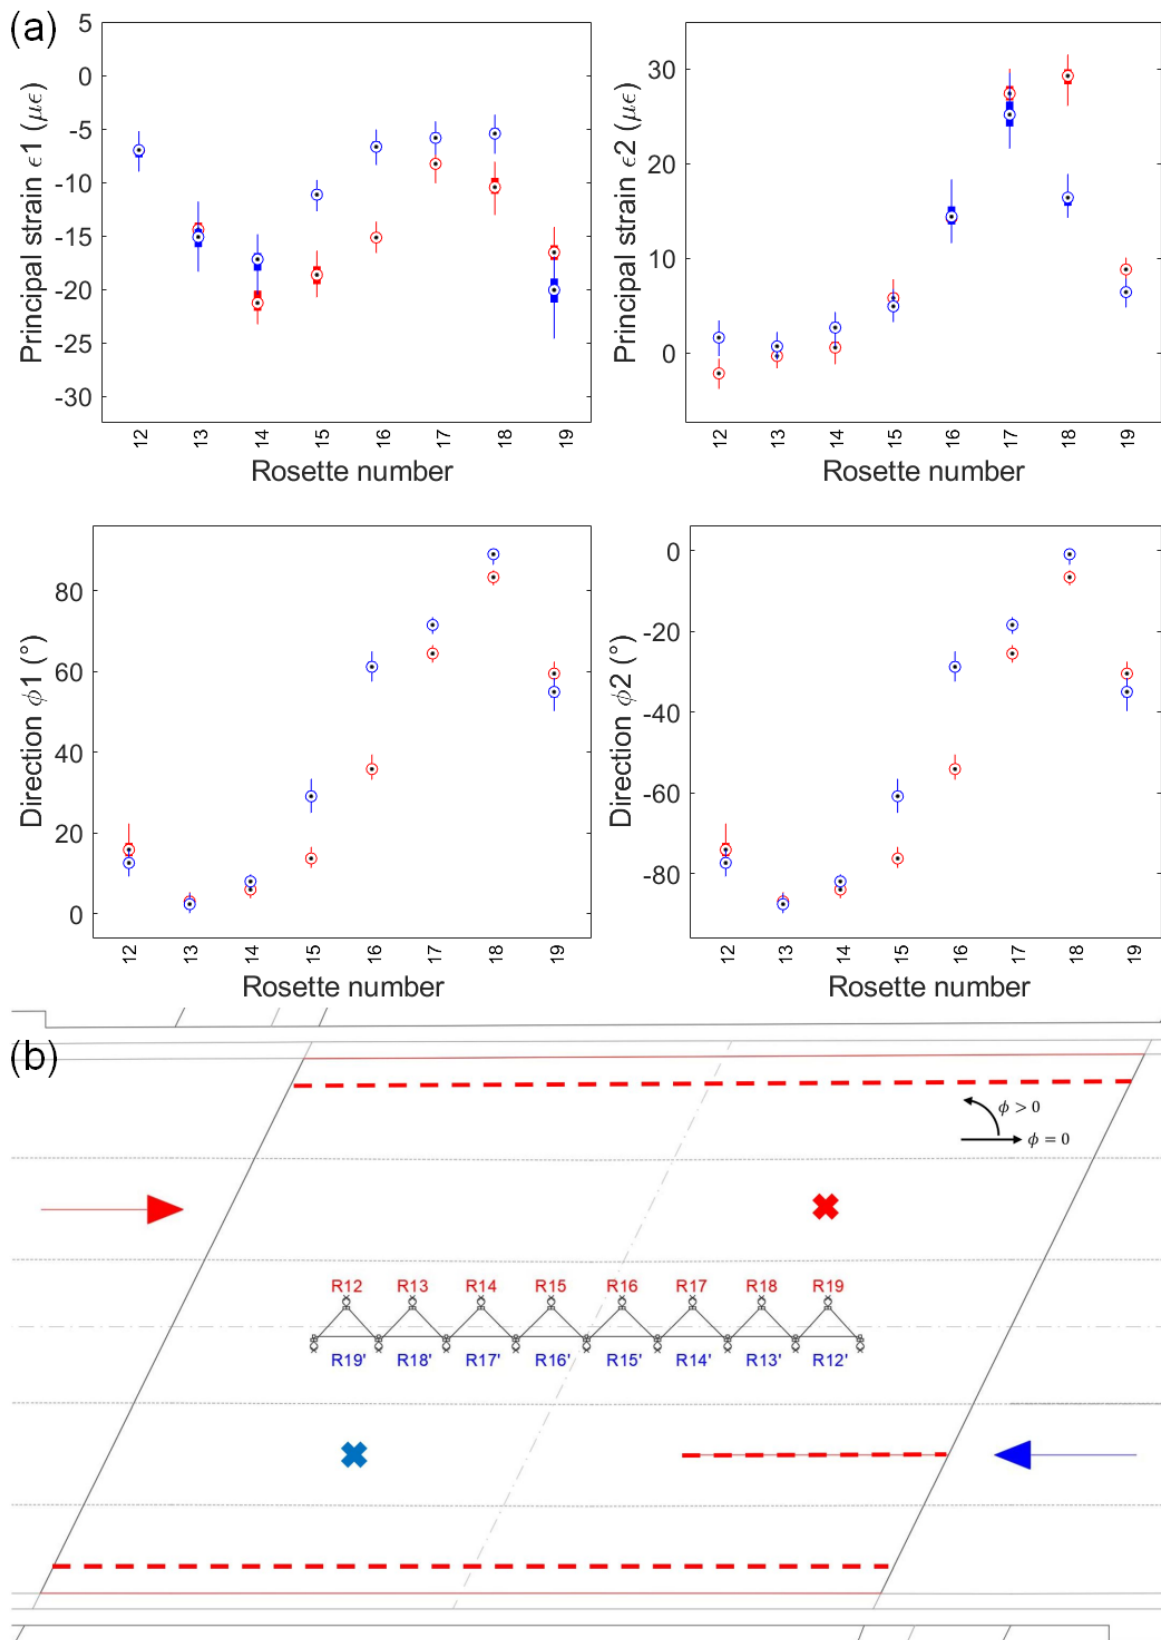 (a)
Principal strain ϵ1 (μϵ)
5
0
-5
-10
-15
-20
-25
-30
12 13 14 15 16 17 18 19
Rosette number
Principal strain ϵ2 (μϵ)
30
20
10
0
12 13 14 15 16 17 18 19
Rosette number
Direction ϕ1 (°)
80
60
40
20
0
12 13 14 15 16 17 18 19
Rosette number
Direction ϕ2 (°)
0
-20
-40
-60
-80
12 13 14 15 16 17 18 19
Rosette number
(b)
ϕ > 0
ϕ = 0
R12 R13 R14 R15 R16 R17 R18 R19
R19' R18' R17' R16' R15' R14' R13' R12'